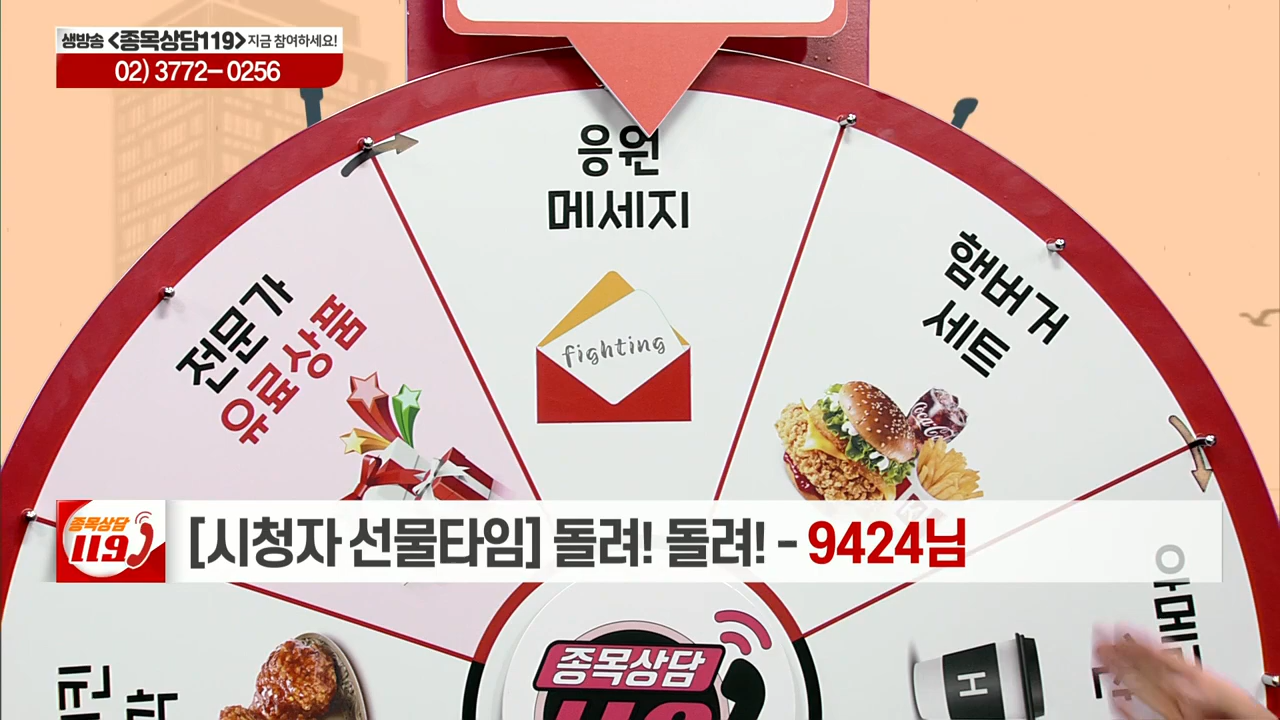 생방송 <종목상담119> 지금 참여하세요!
02) 3772-0256
응원
메세지
fighting
전문가
유료상품
햄버거
세트
Coca-Cola
종목상담
119
[시청자 선물타임] 돌려! 돌려! - 9424님
종목상담
H